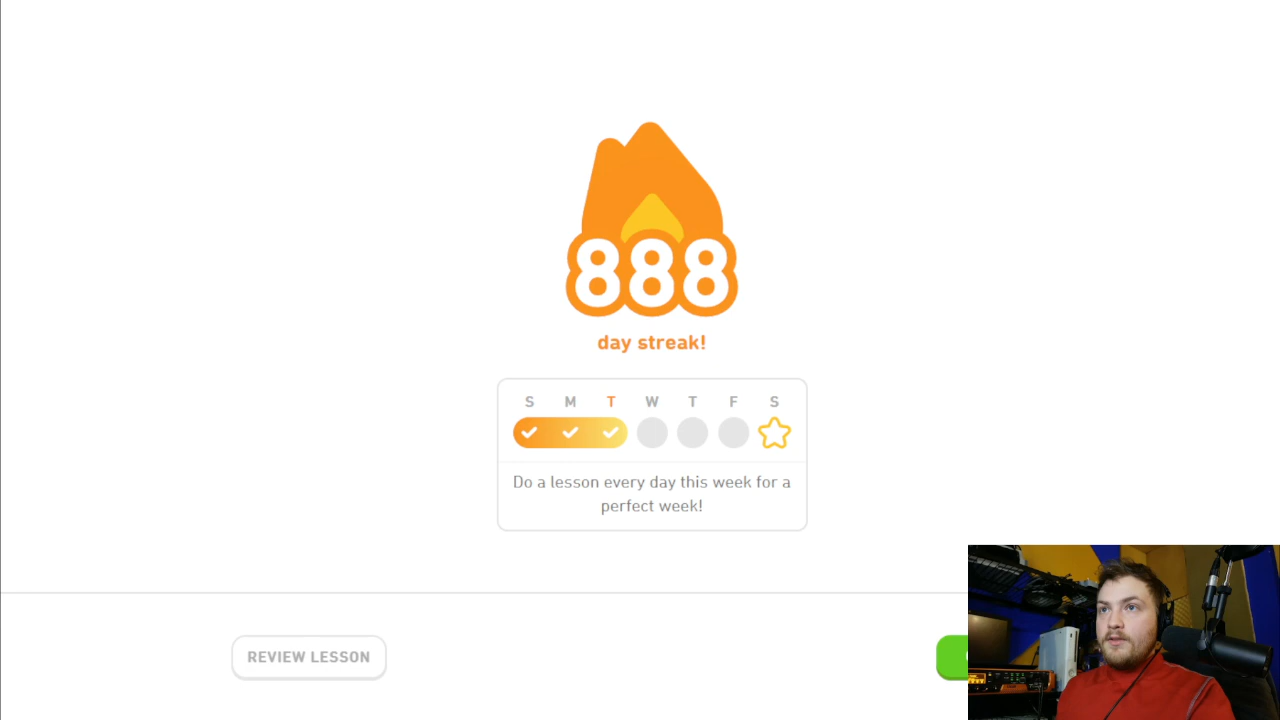 888
day streak!
S M T W T F S
Do a lesson every day this week for a
perfect week!
REVIEW LESSON